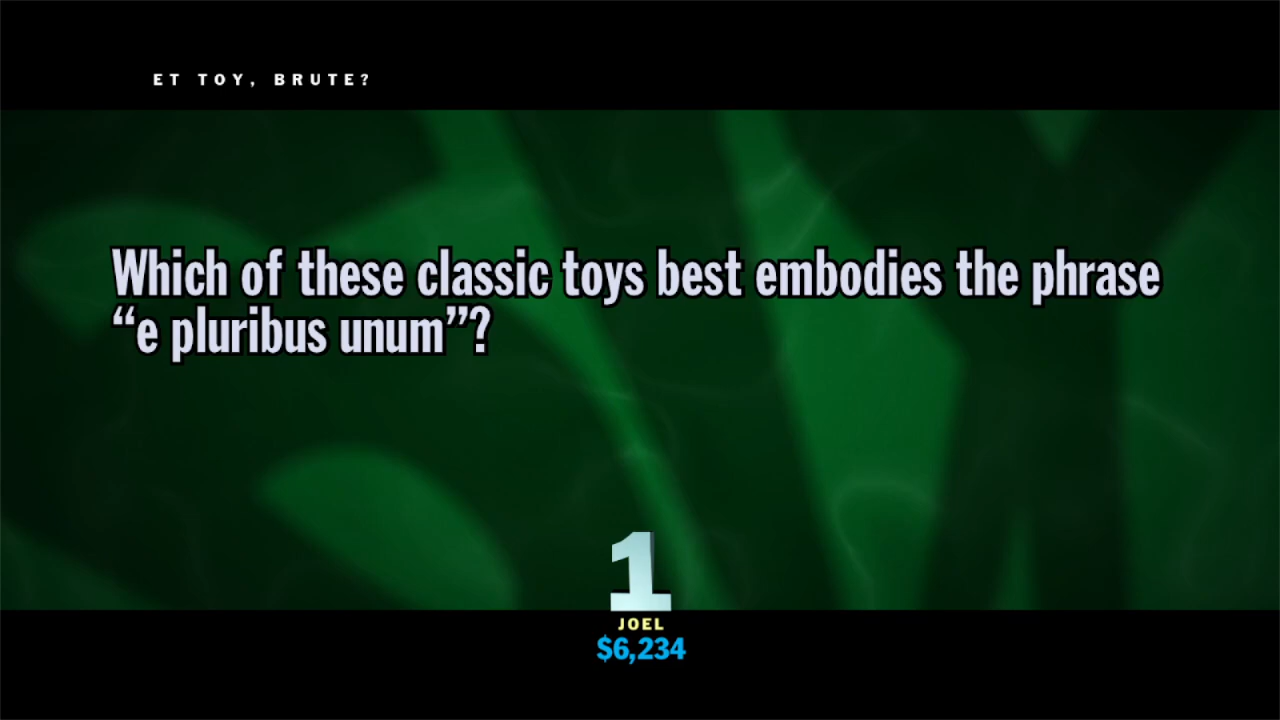 ET TOY, BRUTE?
Which of these classic toys best embodies the phrase
“e pluribus unum”?
1
JOEL
$6,234